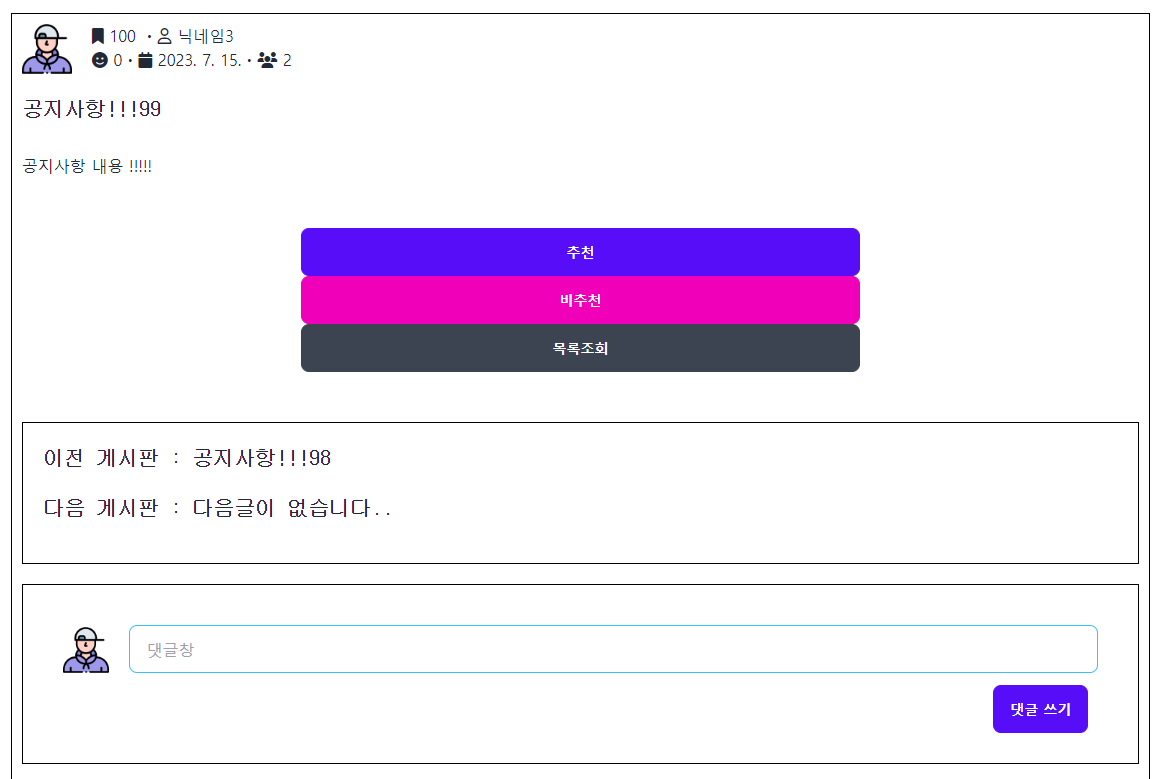 100 • 닉네임3
0 • 2023. 7. 15. • 2
공지사항!!!99
공지사항 내용 !!!!!
추천
비추천
목록조회
이전 게시판 : 공지사항!!!98
다음 게시판 : 다음글이 없습니다..
댓글창
댓글 쓰기